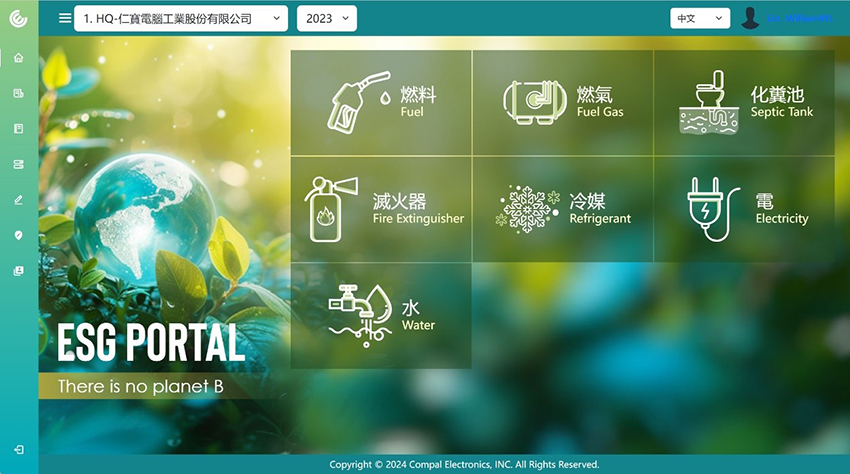 1. HQ-仁寶電腦工業股份有限公司
2023
中文
燃料
Fuel
燃氣
Fuel Gas
化糞池
Septic Tank
滅火器
Fire Extinguisher
冷媒
Refrigerant
電
Electricity
水
Water
ESG PORTAL
There is no planet B
Copyright © 2024 Compal Electronics, INC. All Rights Reserved.